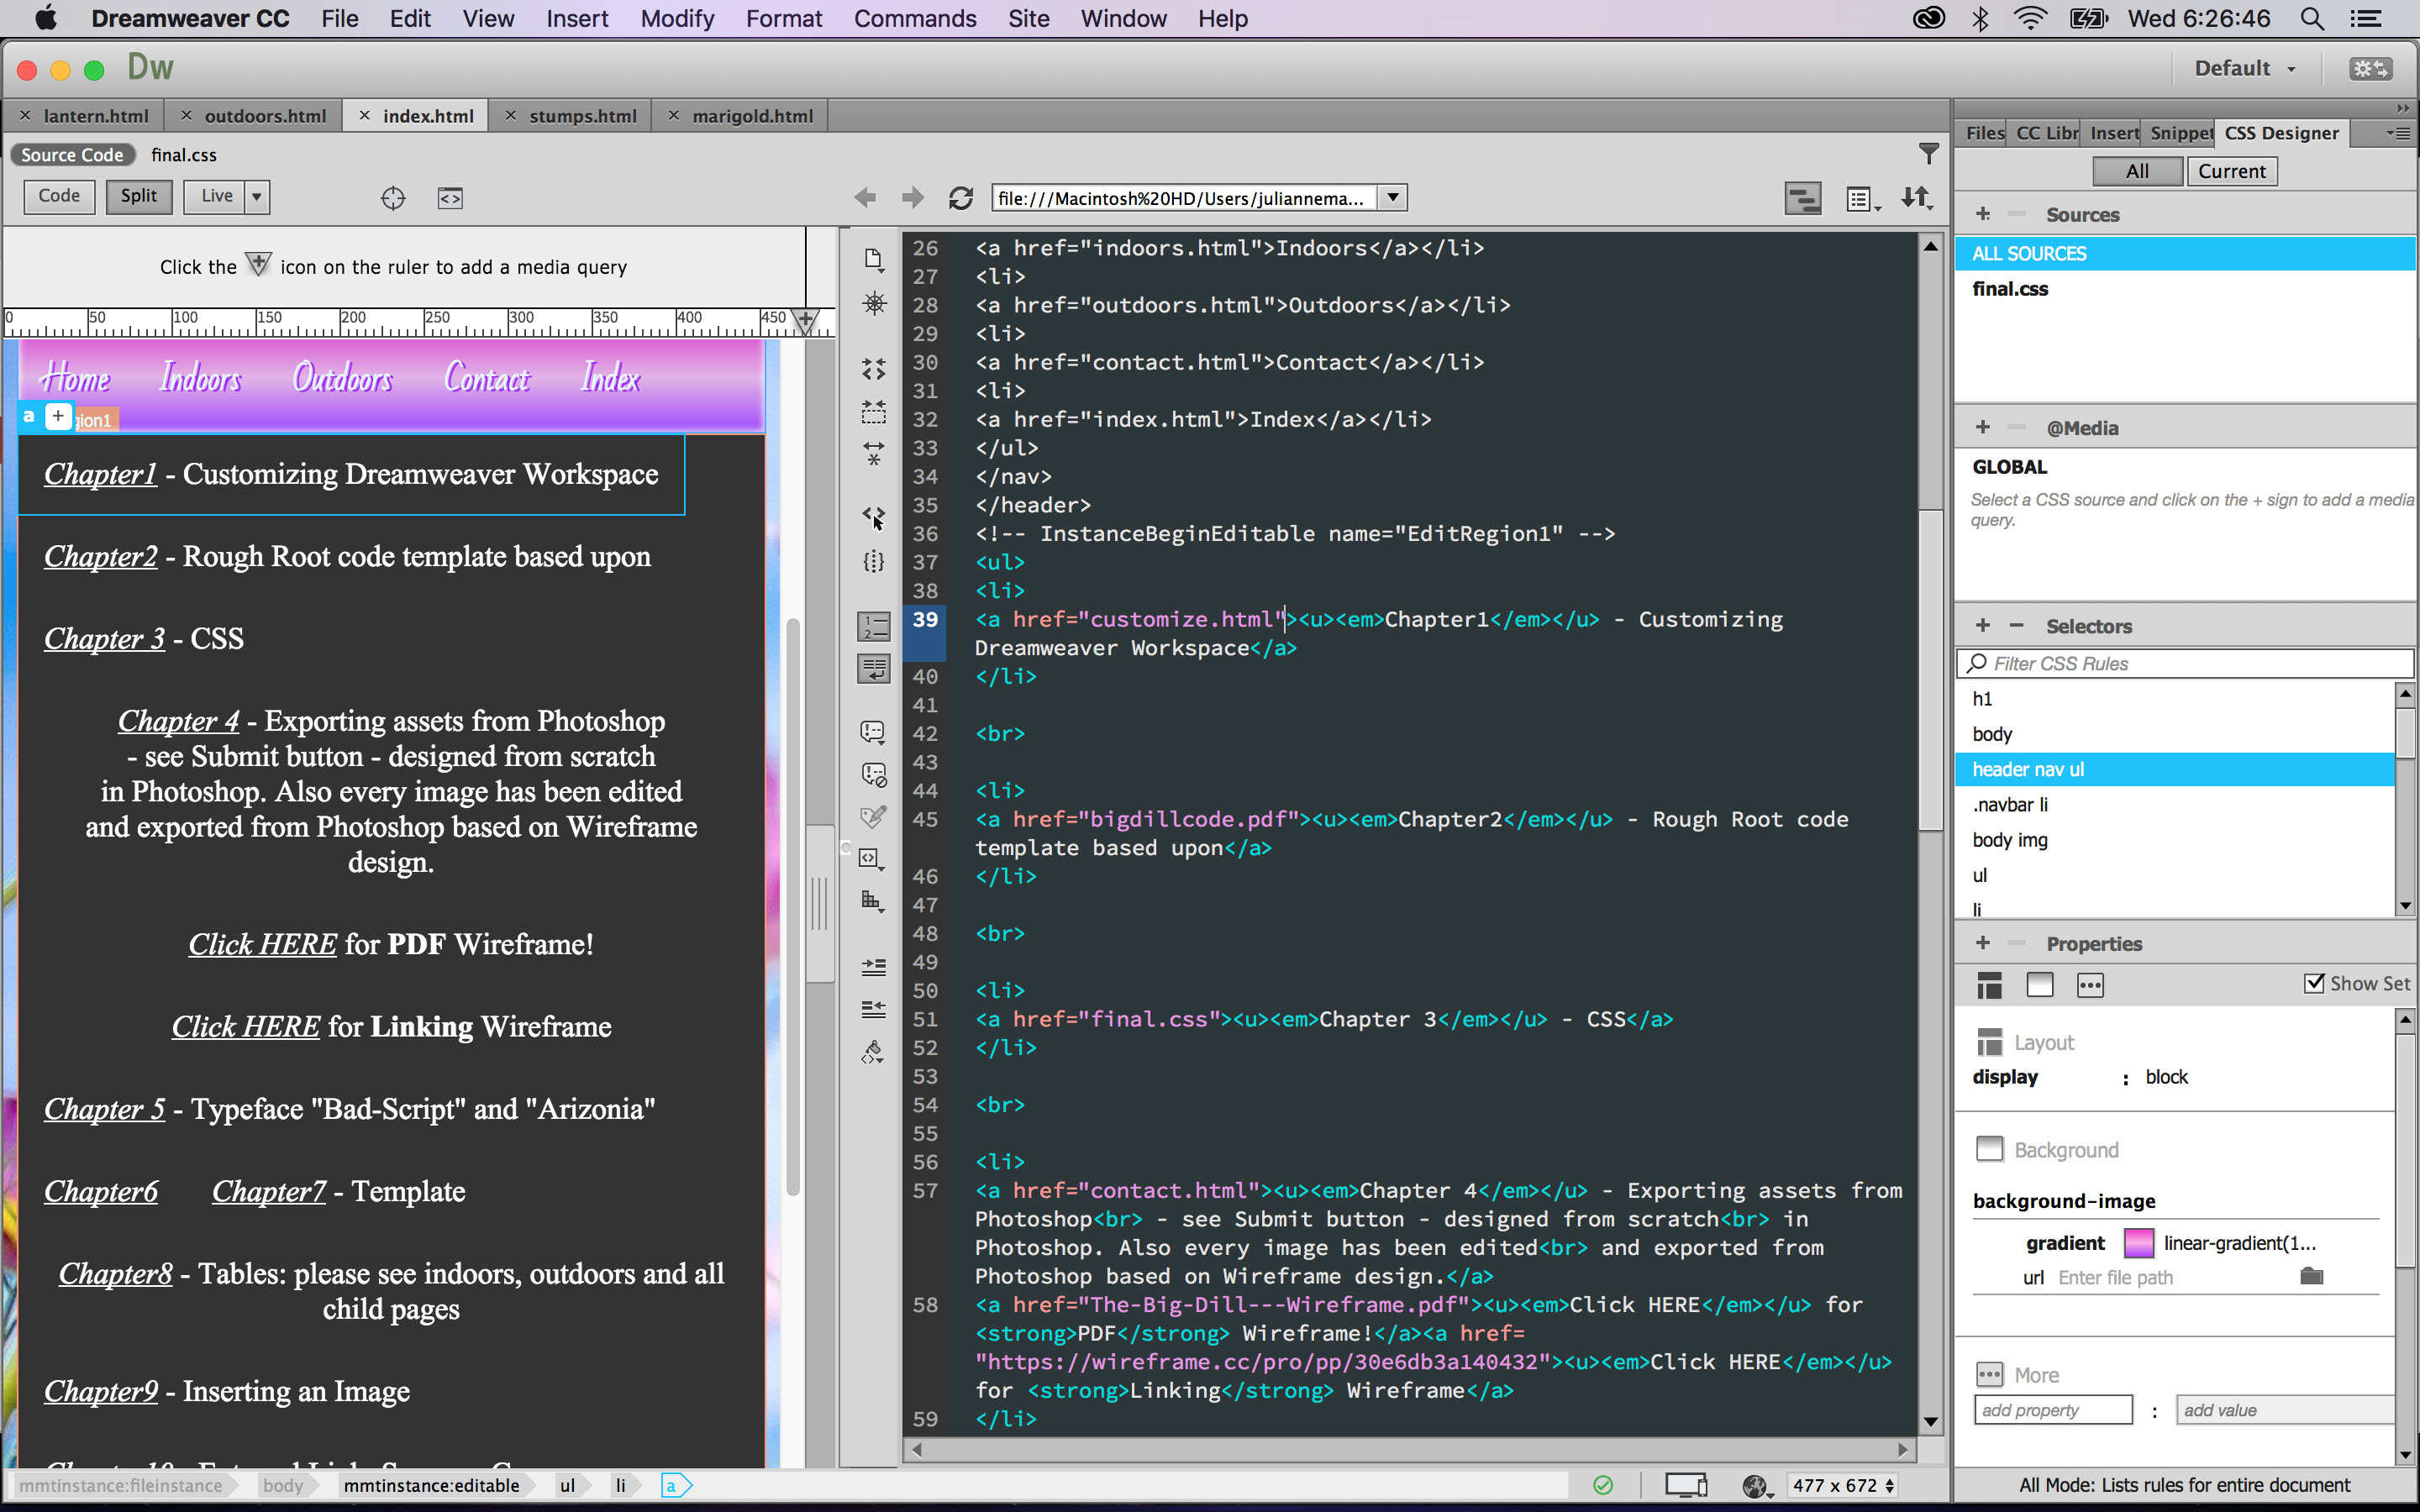 Dreamweaver CC File Edit View Insert Modify Format Commands Site Window Help Wed 6:26:46
Dw Default
lantern.html outdoors.html index.html stumps.html marigold.html
Source Code final.css
Code Split Live
file:///Macintosh%20HD/Users/juliannema...
Click the icon on the ruler to add a media query
0 50 100 150 200 250 300 350 400 450
Home Indoors Outdoors Contact Index
a + gion1
Chapter1 - Customizing Dreamweaver Workspace
Chapter2 - Rough Root code template based upon
Chapter 3 - CSS
Chapter 4 - Exporting assets from Photoshop
- see Submit button - designed from scratch
in Photoshop. Also every image has been edited
and exported from Photoshop based on Wireframe
design.
Click HERE for PDF Wireframe!
Click HERE for Linking Wireframe
Chapter 5 - Typeface "Bad-Script" and "Arizonia"
Chapter6 Chapter7 - Template
Chapter8 - Tables: please see indoors, outdoors and all
child pages
Chapter9 - Inserting an Image
26 <a href="indoors.html">Indoors</a></li>
27 <li>
28 <a href="outdoors.html">Outdoors</a></li>
29 <li>
30 <a href="contact.html">Contact</a></li>
31 <li>
32 <a href="index.html">Index</a></li>
33 </ul>
34 </nav>
35 </header>
36 <!-- InstanceBeginEditable name="EditRegion1" -->
37 <ul>
38 <li>
39 <a href="customize.html"><u><em>Chapter1</em></u> - Customizing
Dreamweaver Workspace</a>
40 </li>
41
42 <br>
43
44 <li>
45 <a href="bigdillcode.pdf"><u><em>Chapter2</em></u> - Rough Root code
template based upon</a>
46 </li>
47
48 <br>
49
50 <li>
51 <a href="final.css"><u><em>Chapter 3</em></u> - CSS</a>
52 </li>
53
54 <br>
55
56 <li>
57 <a href="contact.html"><u><em>Chapter 4</em></u> - Exporting assets from
Photoshop<br> - see Submit button - designed from scratch<br> in
Photoshop. Also every image has been edited<br> and exported from
Photoshop based on Wireframe design.</a>
58 <a href="The-Big-Dill---Wireframe.pdf"><u><em>Click HERE</em></u> for
<strong>PDF</strong> Wireframe!</a><a href=
"https://wireframe.cc/pro/pp/30e6db3a140432"><u><em>Click HERE</em></u>
for <strong>Linking</strong> Wireframe</a>
59 </li>
Files CC Libr Insert Snippet CSS Designer
All Current
+ Sources
ALL SOURCES
final.css
+ @Media
GLOBAL
Select a CSS source and click on the + sign to add a media
query.
+ - Selectors
Filter CSS Rules
h1
body
header nav ul
.navbar li
body img
ul
li
+ Properties
Show Set
Layout
display : block
Background
background-image
gradient linear-gradient(1...
url Enter file path
More
add property : add value
mmtinstance:fileinstance body mmtinstance:editable ul li a
477 x 672
All Mode: Lists rules for entire document